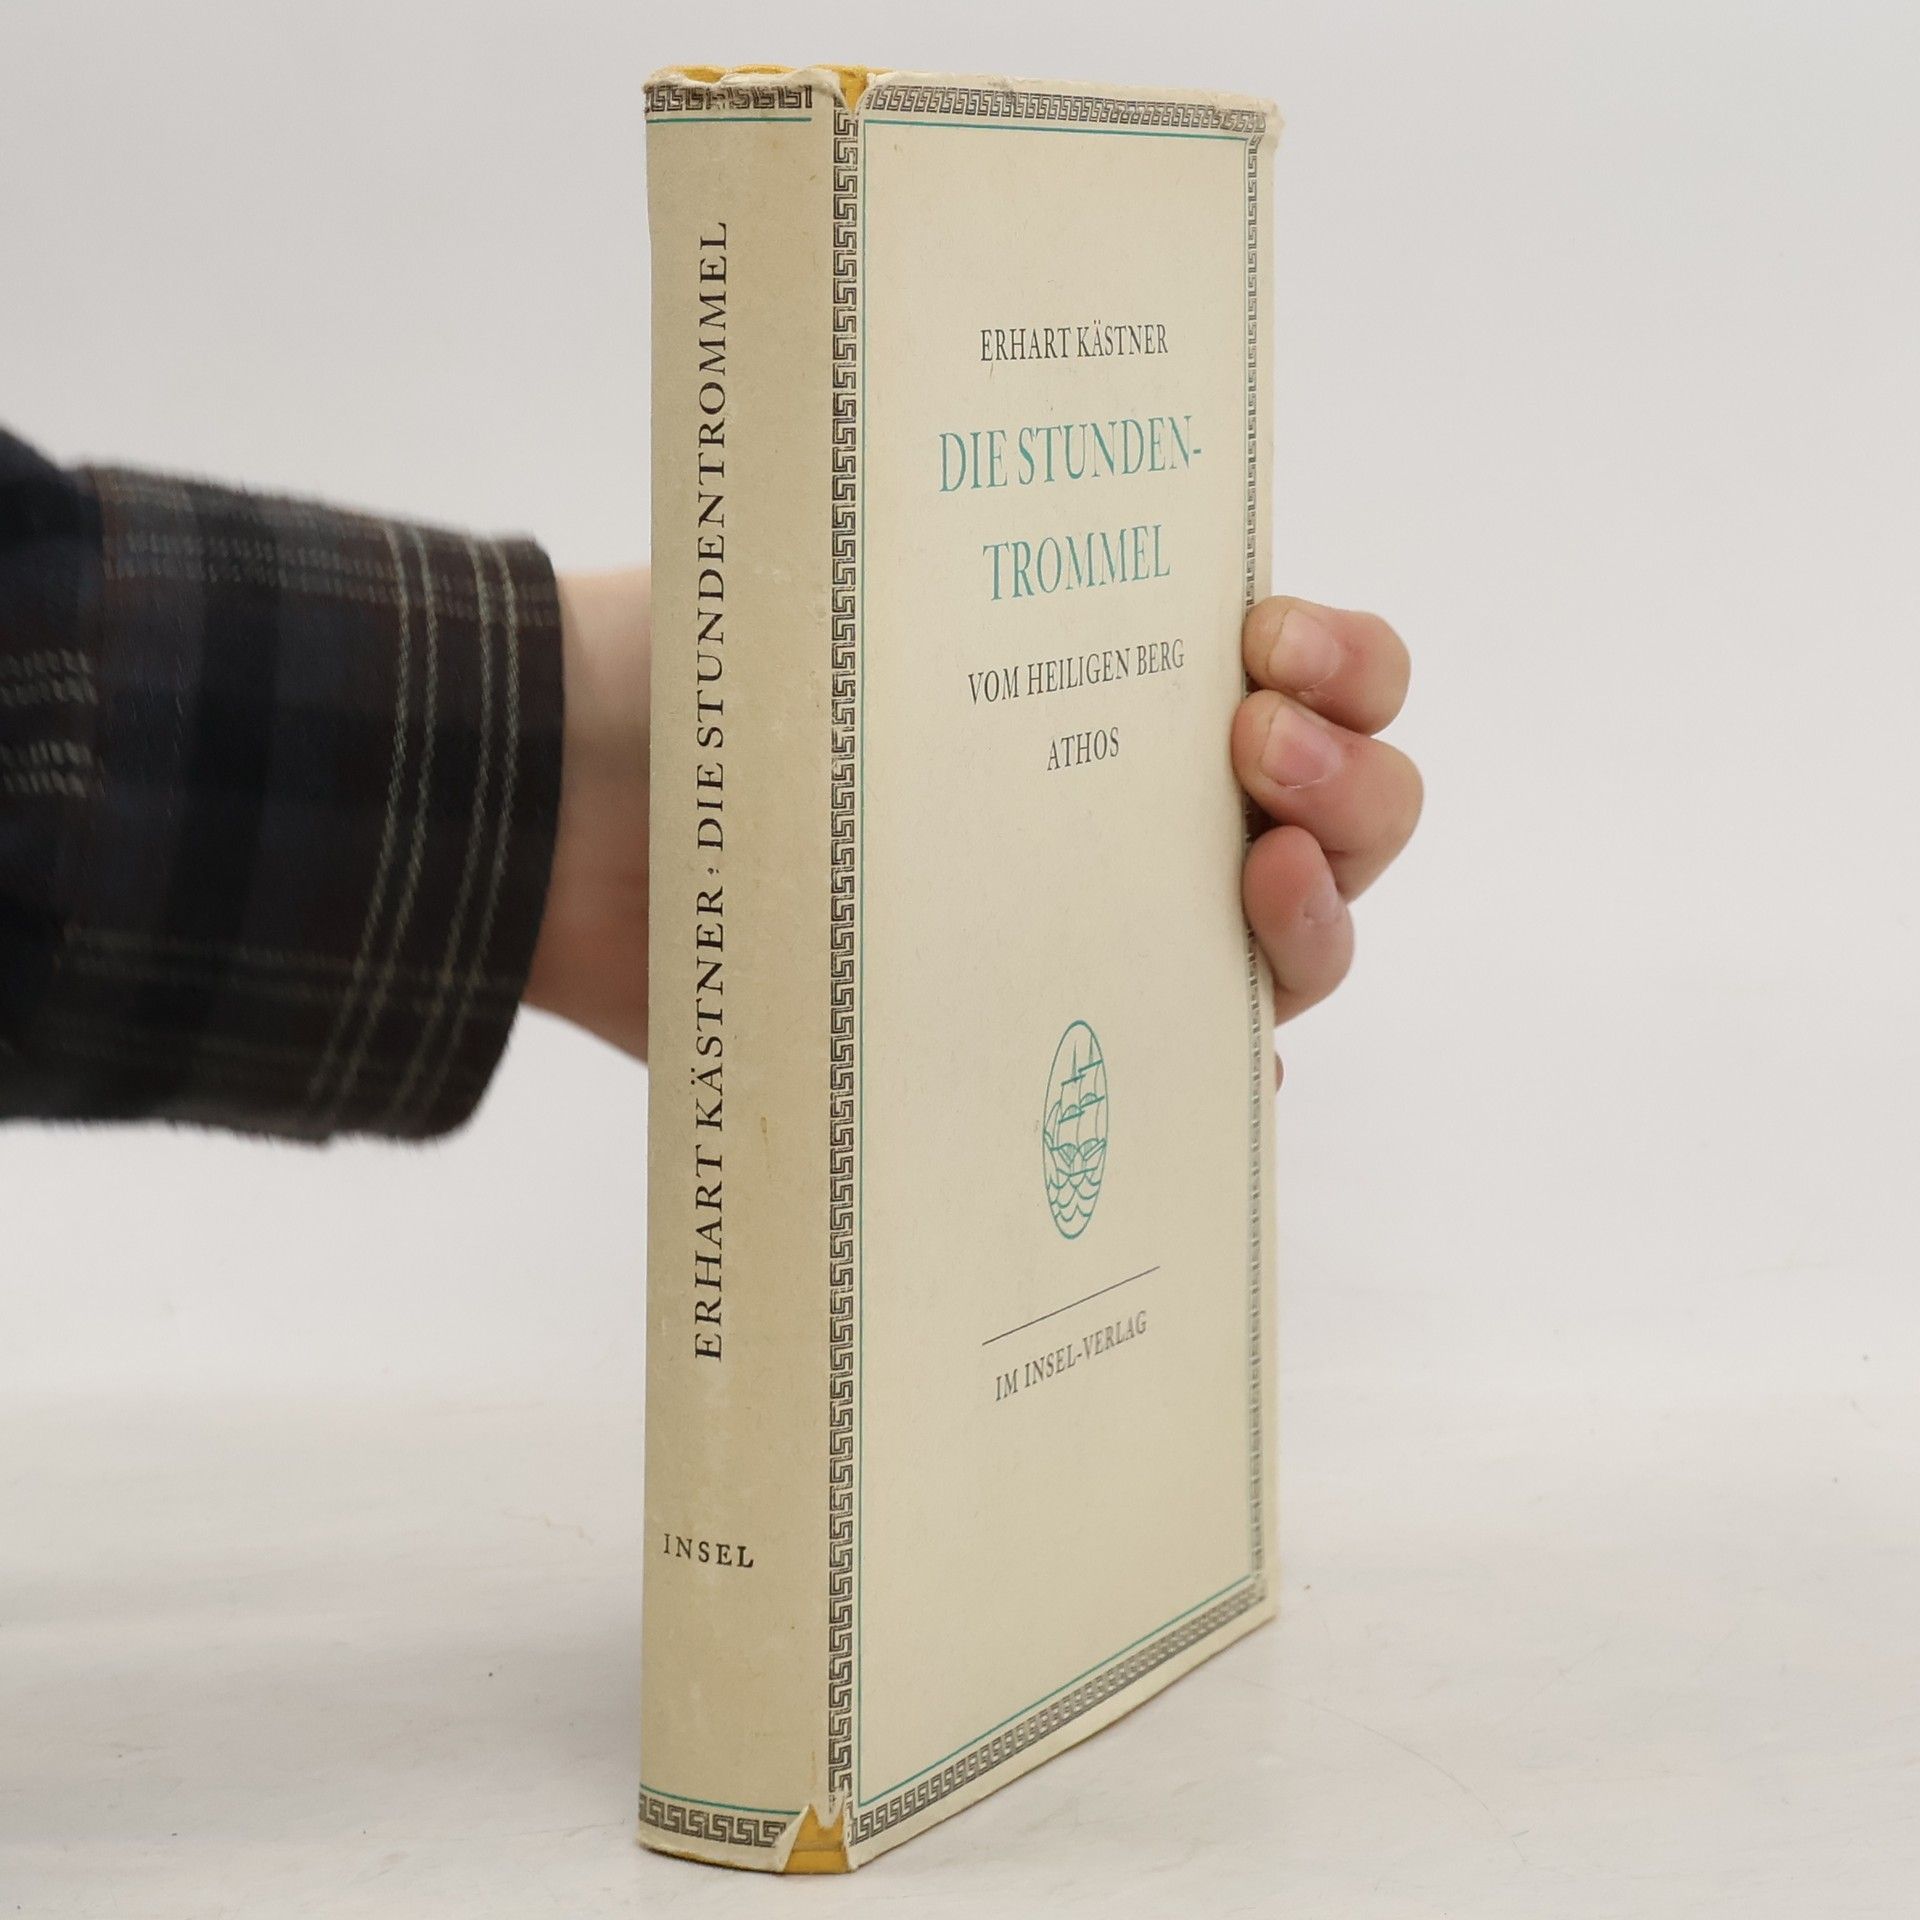 ERHART KÄSTNER : DIE STUNDENTROMMEL
INSEL
ERHART KÄSTNER
DIE STUNDEN-
TROMMEL
VOM HEILIGEN BERG
ATHOS
IM INSEL-VERLAG